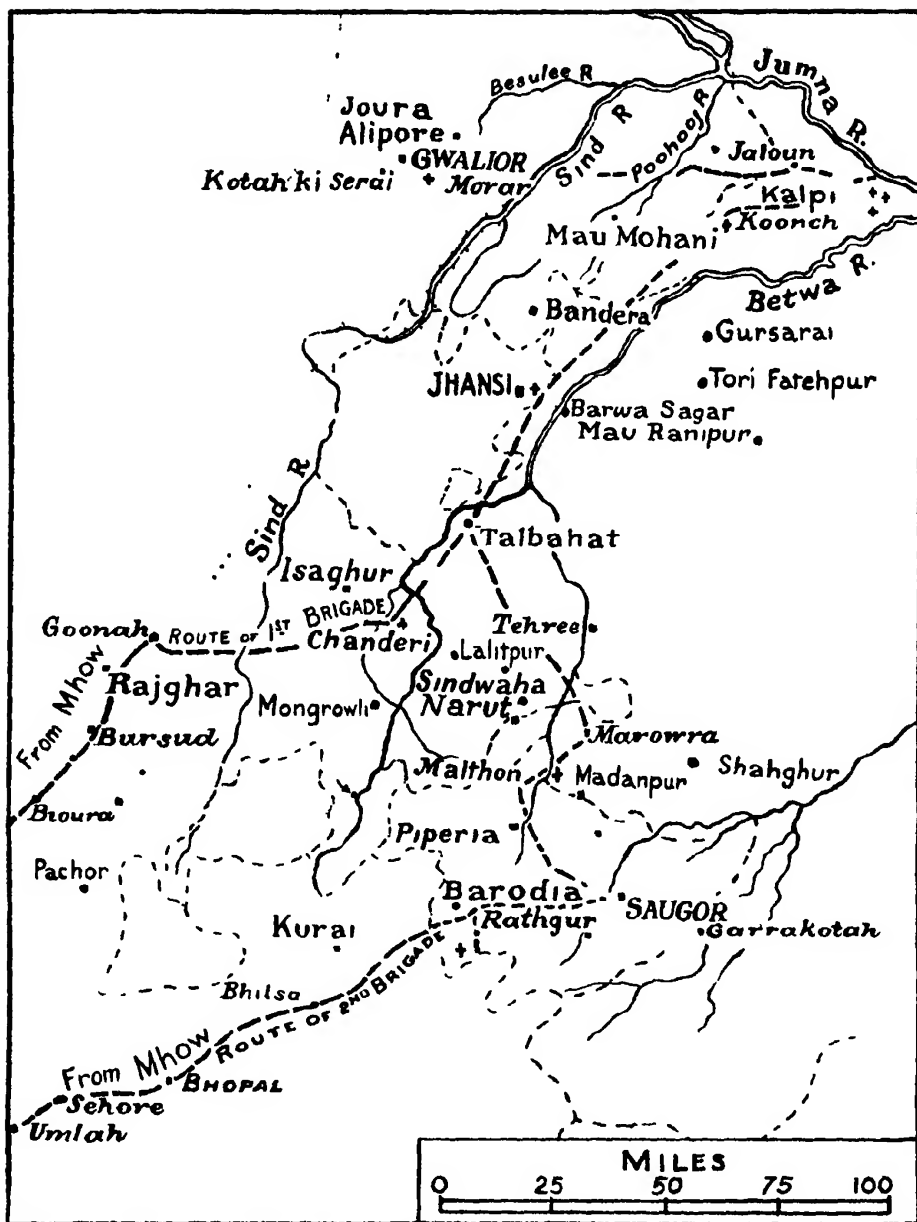 Jumna R.
Besulee R
Joura
Alipore
Sind R
Poohooj R
GWALIOR
Jaloun
Kotah'ki Serai
Morar
Kalpi
Koonch
Mau Mohani
Betwa R.
Bandera
Gursarai
JHANSI
Tori Fatehpur
Barwa Sagar
Mau Ranipur
Sind R
Talbahat
Isaghur
Goonah
ROUTE OF 1ST BRIGADE
Chanderi
Tehree
Lalitpur
From Mhow
Rajghar
Sindwaha
Mongrowli
Narut
Bursud
Marowra
Malthon
Madanpur
Shahghur
Bioura
Piperia
Pachor
Barodia
SAUGOR
Kurai
Rathgur
Garrakotah
Bhilsa
ROUTE OF 2ND BRIGADE
From Mhow
BHOPAL
Sehore
Umlah
MILES
0 25 50 75 100